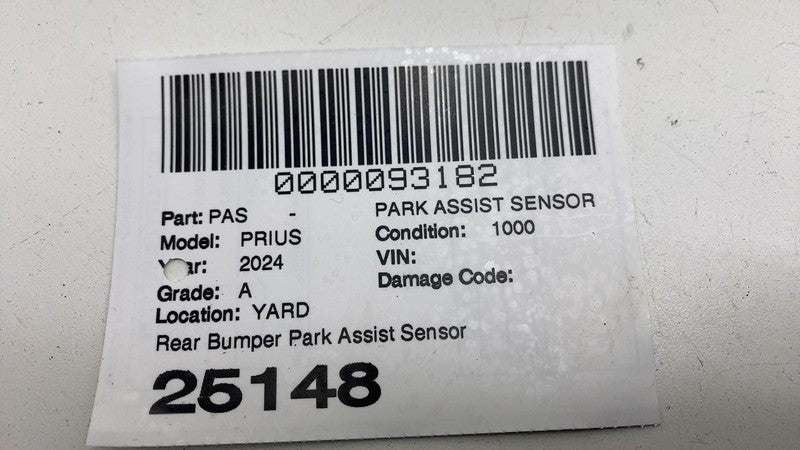 0000093182
Part: PAS - PARK ASSIST SENSOR
Model: PRIUS Condition: 1000
Year: 2024 VIN:
Grade: A Damage Code:
Location: YARD
Rear Bumper Park Assist Sensor
25148